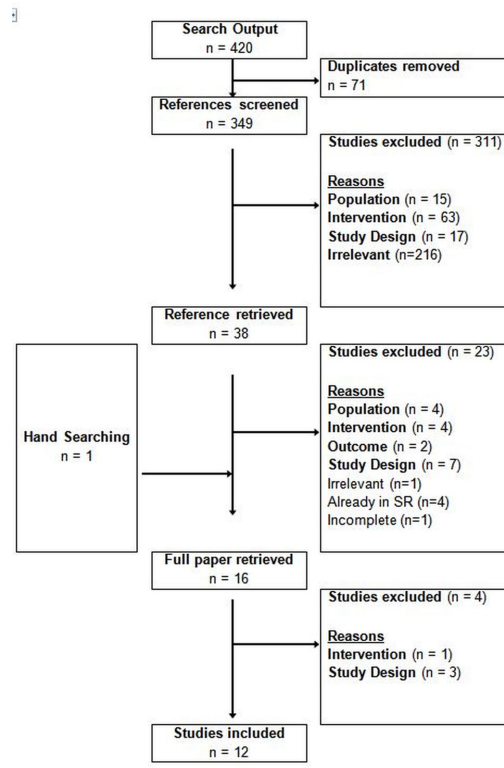 Search Output
n = 420
Duplicates removed
n = 71
References screened
n = 349
Studies excluded (n = 311)
Reasons
Population (n = 15)
Intervention (n = 63)
Study Design (n = 17)
Irrelevant (n=216)
Reference retrieved
n = 38
Studies excluded (n = 23)
Reasons
Population (n = 4)
Intervention (n = 4)
Outcome (n = 2)
Study Design (n = 7)
Irrelevant (n=1)
Already in SR (n=4)
Incomplete (n=1)
Hand Searching
n = 1
Full paper retrieved
n = 16
Studies excluded (n = 4)
Reasons
Intervention (n = 1)
Study Design (n = 3)
Studies included
n = 12